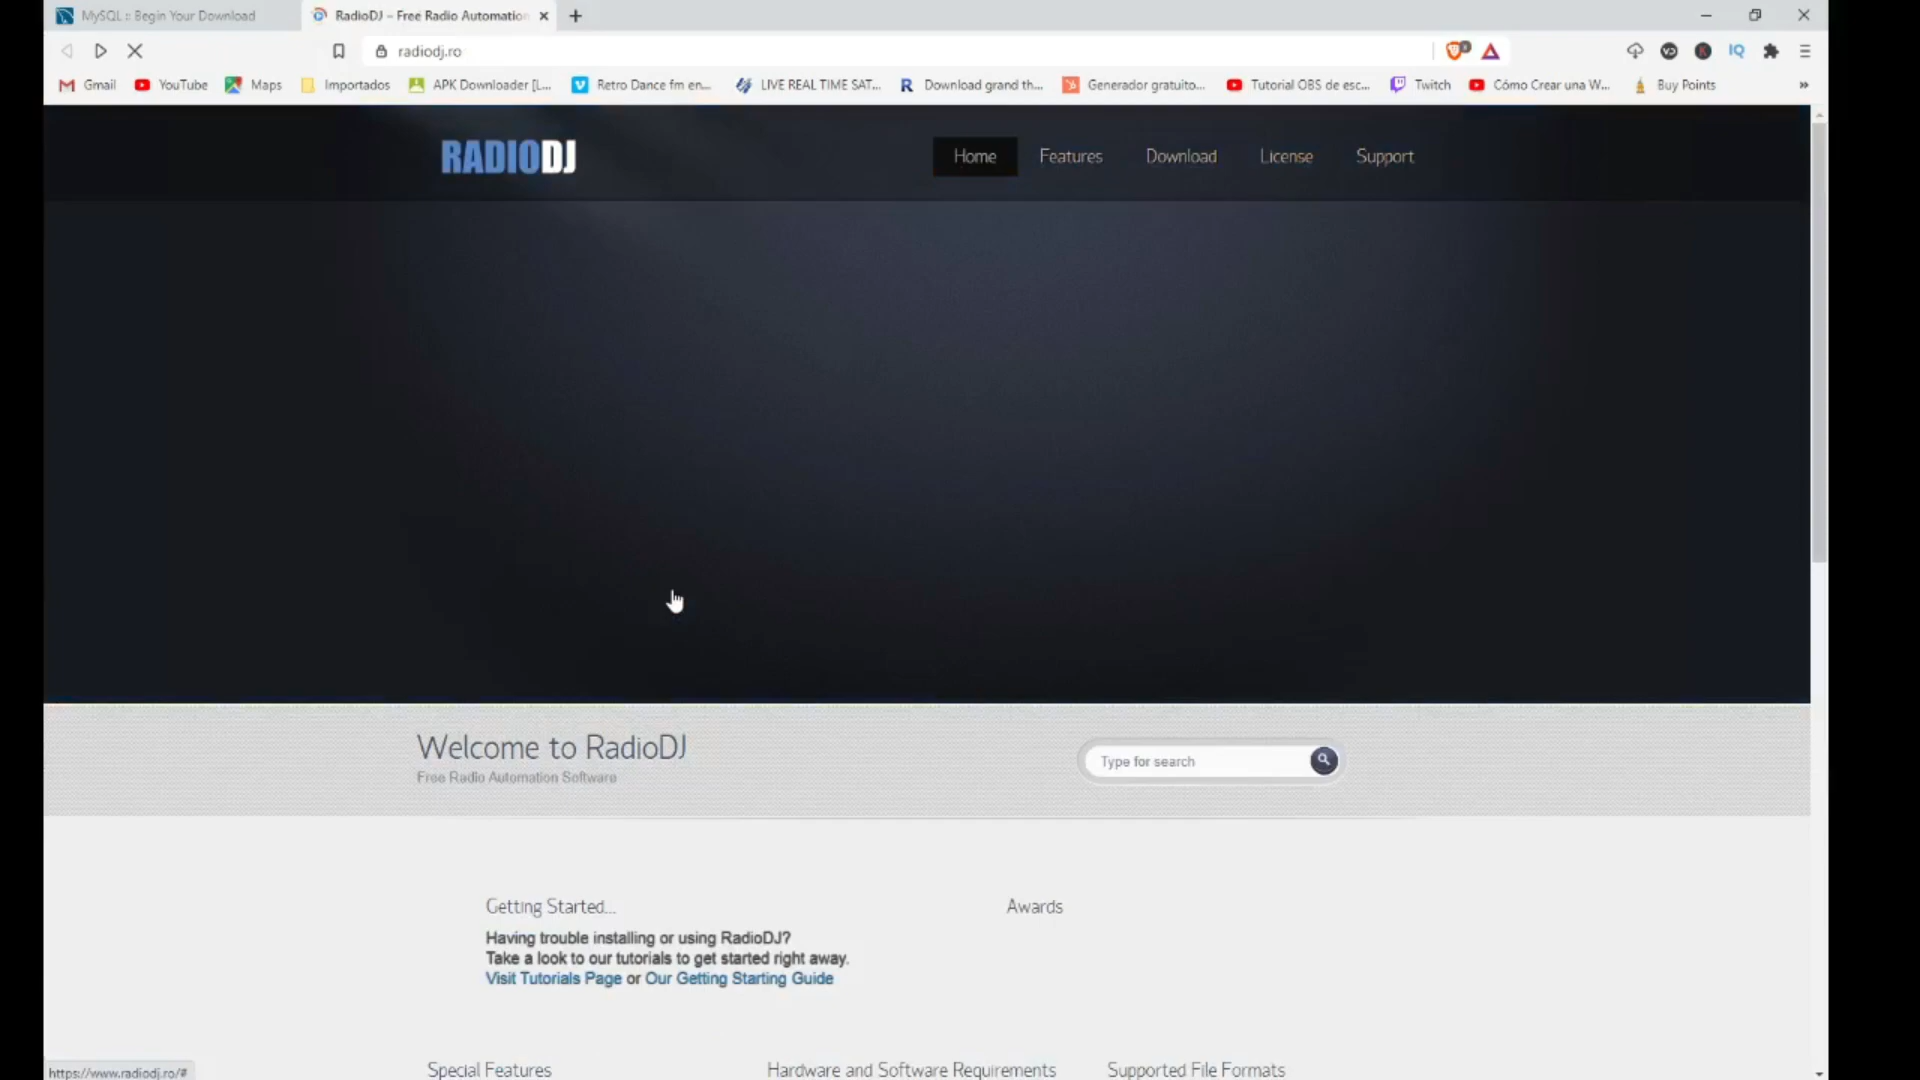 MySQL :: Begin Your Download
RadioDJ – Free Radio Automation
radiodj.ro
IQ
Gmail
YouTube
Maps
Importados
APK Downloader [L...
Retro Dance fm en...
LIVE REAL TIME SAT...
Download grand th...
Generador gratuito...
Tutorial OBS de esc...
Twitch
Cómo Crear una W...
Buy Points
RADIODJ
Home
Features
Download
License
Support
Welcome to RadioDJ
Free Radio Automation Software
Type for search
Getting Started...
Awards
Having trouble installing or using RadioDJ?
Take a look to our tutorials to get started right away.
Visit Tutorials Page or Our Getting Starting Guide
Special Features
Hardware and Software Requirements
Supported File Formats
https://www.radiodj.ro/#